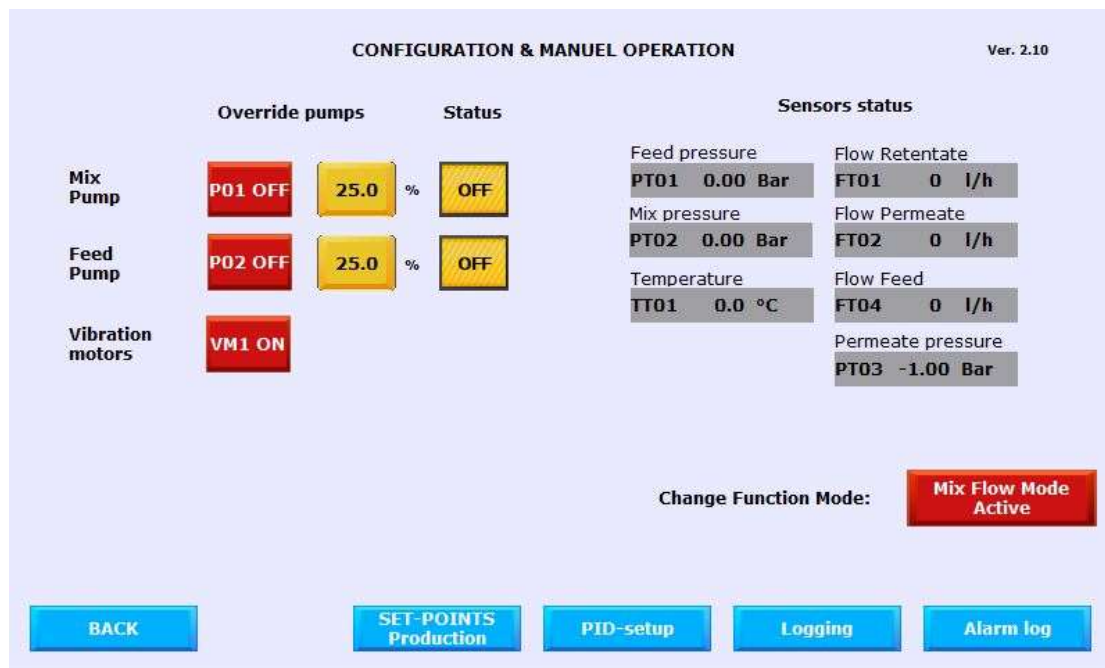 CONFIGURATION & MANUEL OPERATION
Ver. 2.10
Override pumps
Status
Sensors status
Mix
Pump
P01 OFF
25.0
%
OFF
Feed
Pump
P02 OFF
25.0
%
OFF
Vibration
motors
VM1 ON
Feed pressure
PT01 0.00 Bar
Mix pressure
PT02 0.00 Bar
Temperature
TT01 0.0 °C
Flow Retentate
FT01 0 l/h
Flow Permeate
FT02 0 l/h
Flow Feed
FT04 0 l/h
Permeate pressure
PT03 -1.00 Bar
Change Function Mode:
Mix Flow Mode
Active
BACK
SET-POINTS
Production
PID-setup
Logging
Alarm log